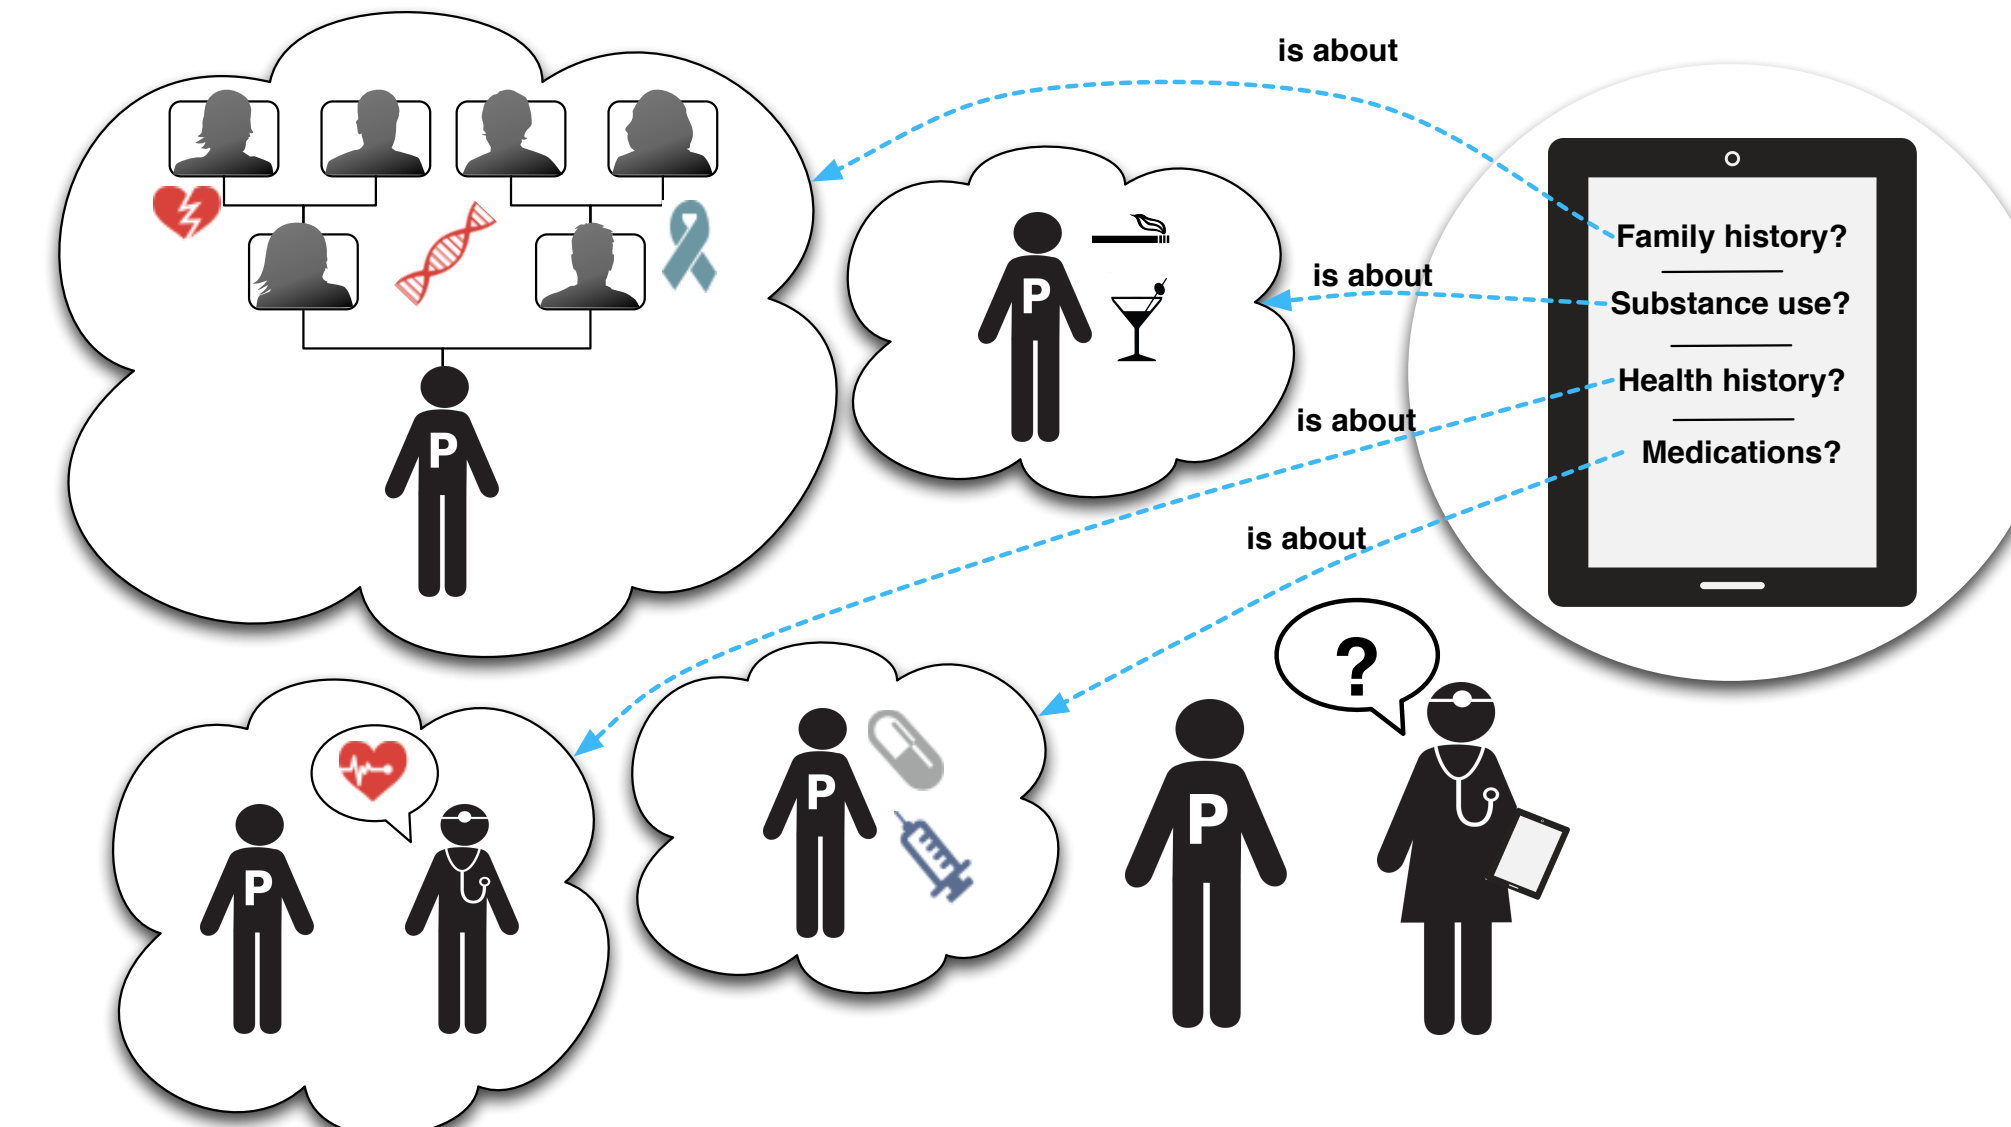 is about
Family history?
is about
Substance use?
Health history?
is about
Medications?
is about
P
P
?
P
P
P